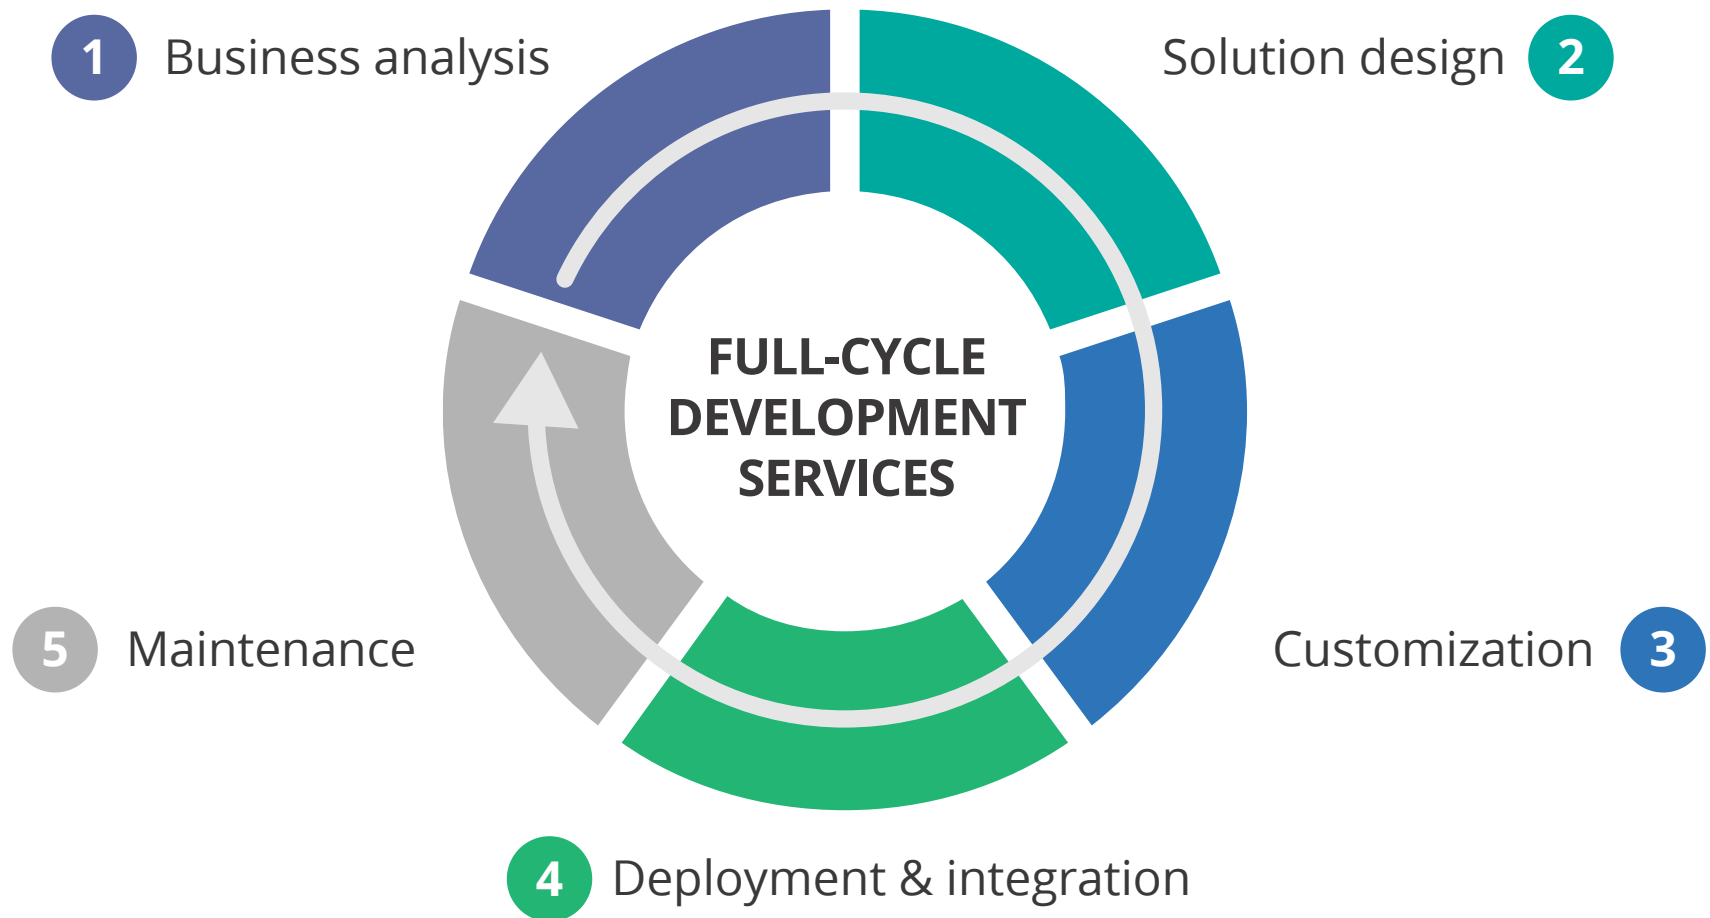 1 Business analysis
Solution design 2
FULL-CYCLE
DEVELOPMENT
SERVICES
Customization 3
4 Deployment & integration
5 Maintenance